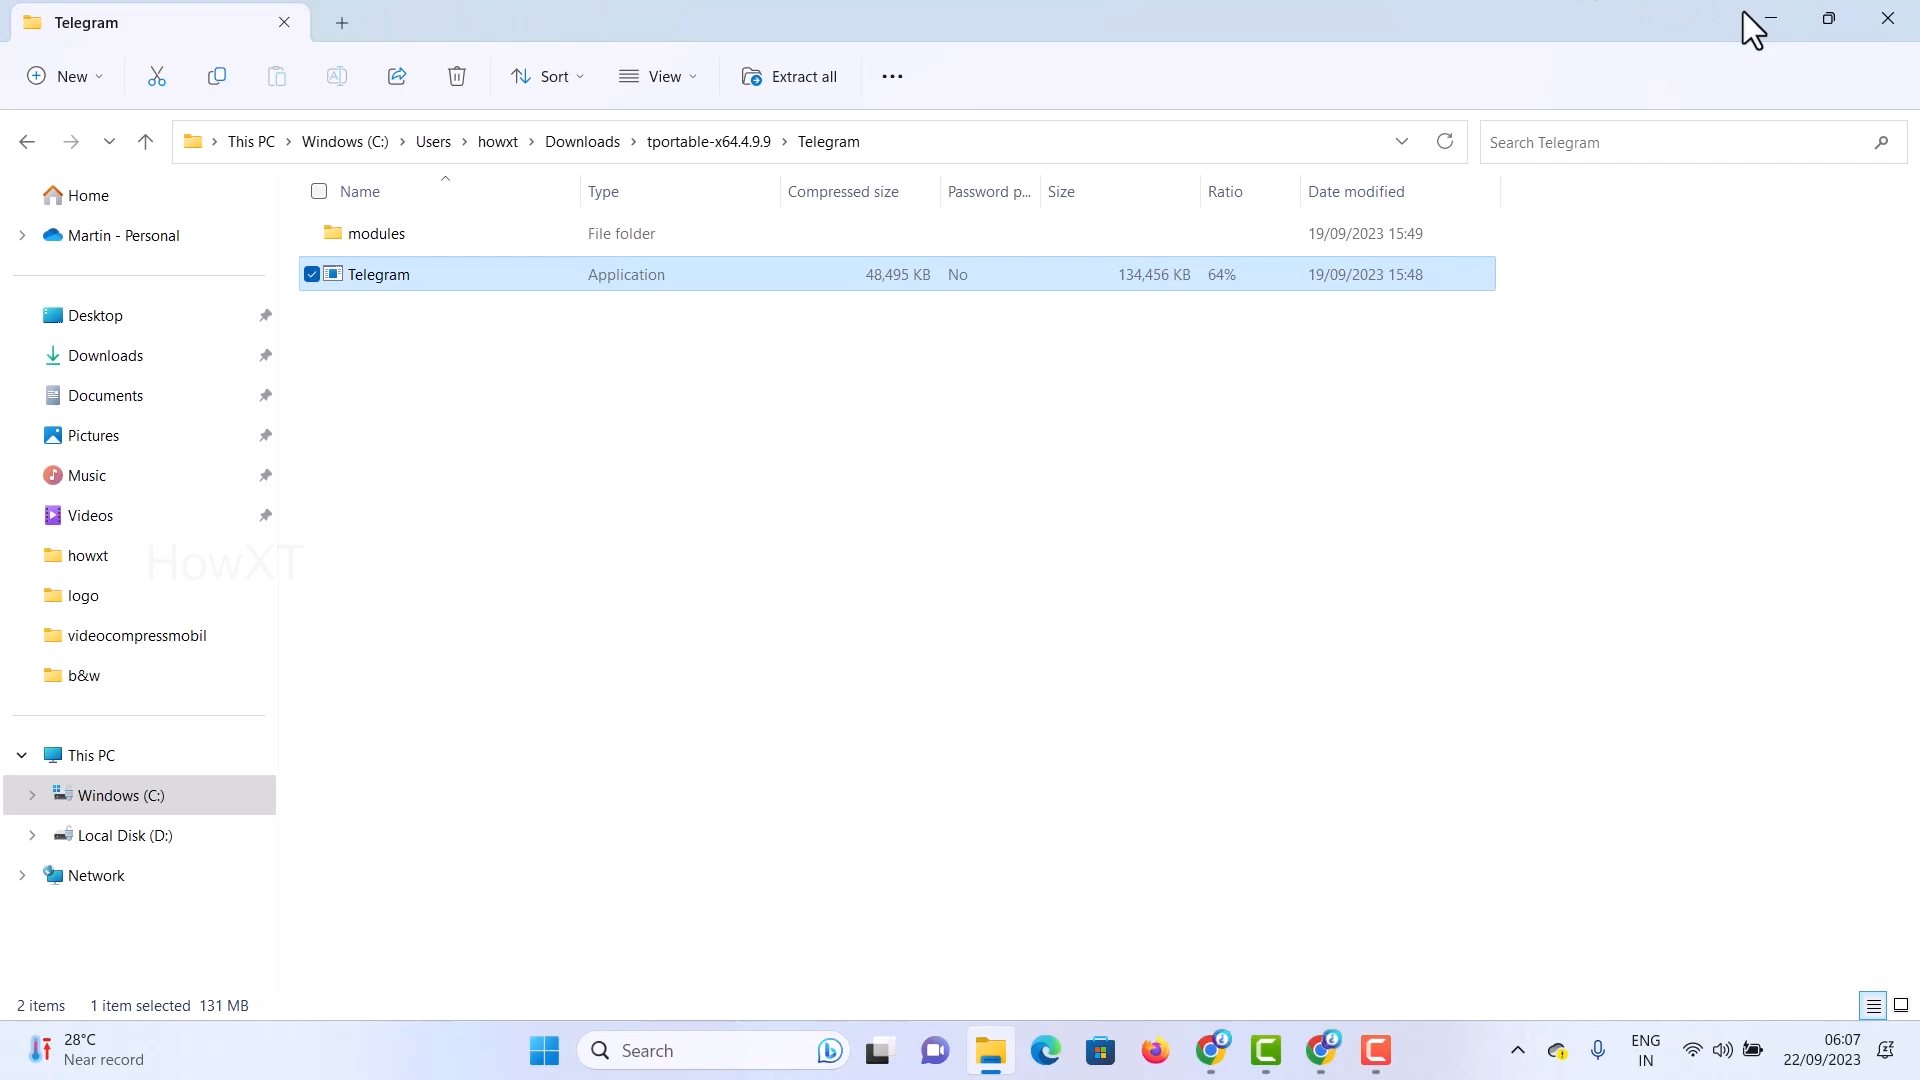 Telegram
New
Sort
View
Extract all
This PC
Windows (C:)
Users
howxt
Downloads
tportable-x64.4.9.9
Telegram
Search Telegram
Name
Type
Compressed size
Password p...
Size
Ratio
Date modified
modules
File folder
19/09/2023 15:49
Telegram
Application
48,495 KB
No
134,456 KB
64%
19/09/2023 15:48
Home
Martin - Personal
Desktop
Downloads
Documents
Pictures
Music
Videos
howxt
HowXT
logo
videocompressmobil
b&w
This PC
Windows (C:)
Local Disk (D:)
Network
2 items
1 item selected 131 MB
28°C
Near record
Search
ENG
IN
06:07
22/09/2023